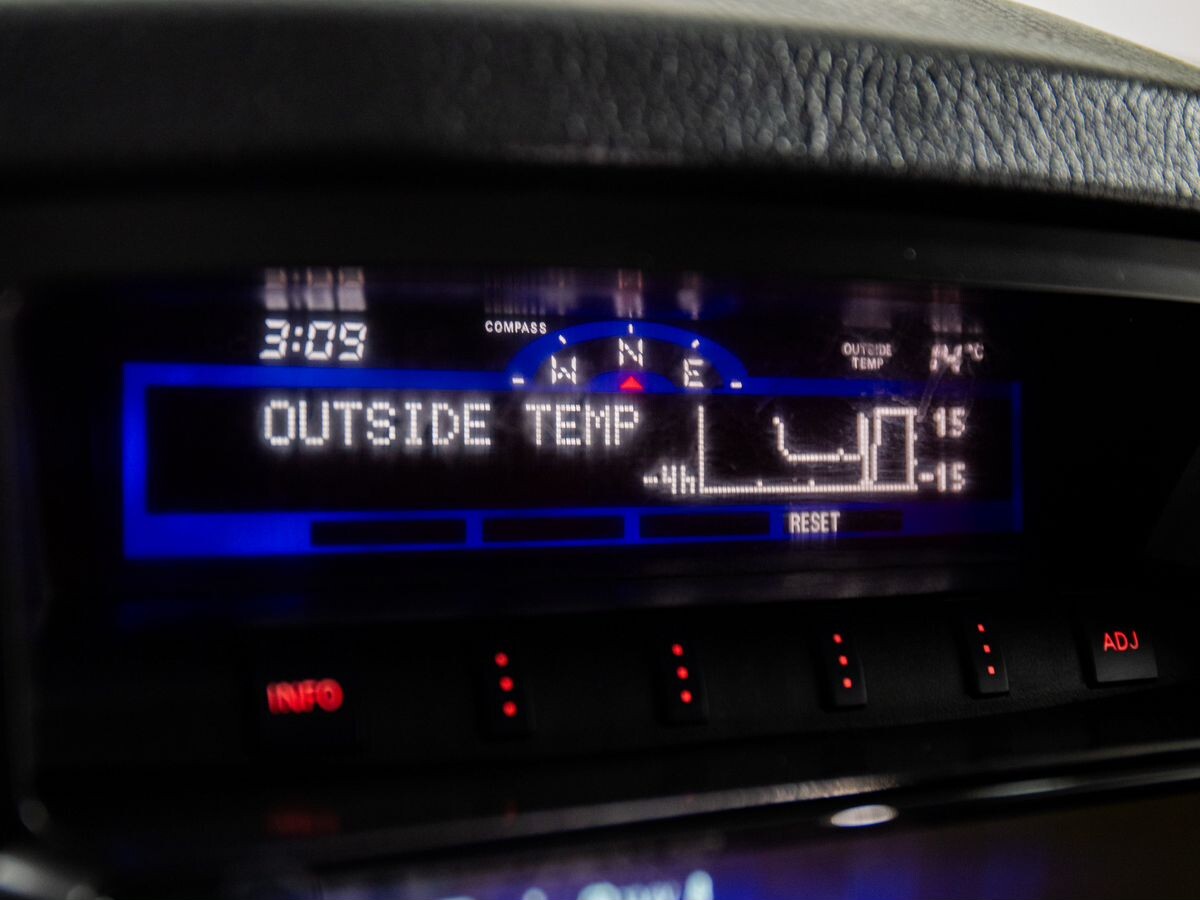 3:09
COMPASS
W N E
OUTSIDE
TEMP
14°C
OUTSIDE TEMP
15
-4h
-15
RESET
INFO
ADJ